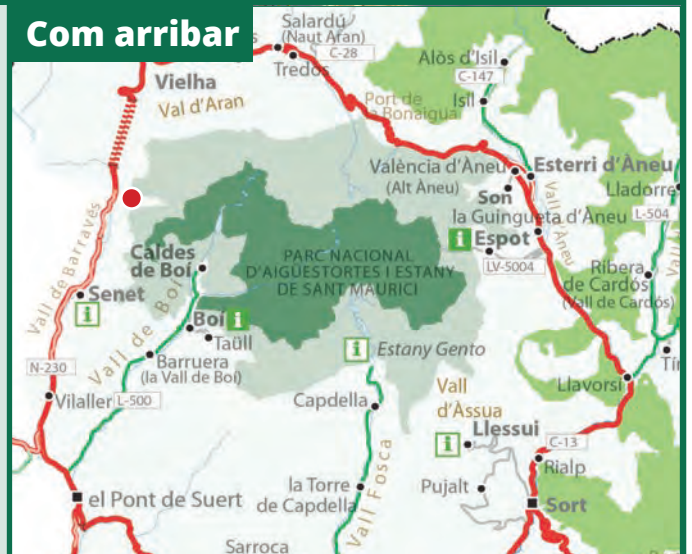 Com arribar
Salardú
(Naut Aran)
C-28
Tredòs
Alòs d'Isil
C-147
Isil
Vielha
Val d'Aran
Port de
la Bonaigua
València d'Àneu
(Alt Àneu)
Esterri d'Àneu
Son
Lladorre
la Guingueta d'Àneu
L-504
Vall d'Àneu
Espot
LV-5004
Caldes
de Boí
PARC NACIONAL
D'AIGÜESTORTES I ESTANY
DE SANT MAURICI
Ribera
de Cardós
(Vall de Cardós)
Vall de Barravés
Senet
Vall de Boí
Boí
Taüll
Estany Gento
Barruera
(la Vall de Boí)
N-230
Vilaller
L-500
Capdella
Vall
d'Àssua
Llavorsí
Tír
Llessui
C-13
Rialp
el Pont de Suert
la Torre
de Capdella
Vall Fosca
Pujalt
Sort
Sarroca